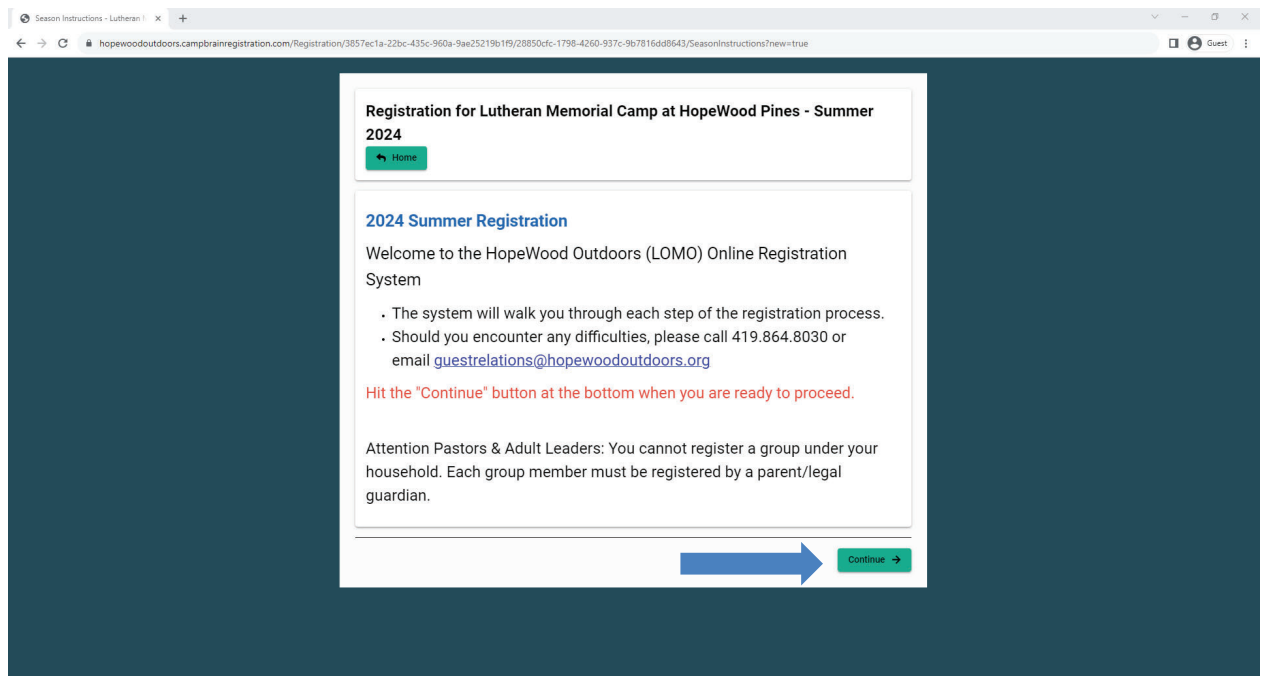 Season Instructions - Lutheran
hopewoodoutdoors.campbrainregistration.com/Registration/3857ec1a-22bc-435c-960a-9ae25219b1f9/28850cfc-1798-4260-937c-9b7816dd8643/SeasonInstructions?new=true
Guest
Registration for Lutheran Memorial Camp at HopeWood Pines - Summer
2024
Home
2024 Summer Registration
Welcome to the HopeWood Outdoors (LOMO) Online Registration
System
• The system will walk you through each step of the registration process.
• Should you encounter any difficulties, please call 419.864.8030 or
email guestrelations@hopewoodoutdoors.org
Hit the "Continue" button at the bottom when you are ready to proceed.
Attention Pastors & Adult Leaders: You cannot register a group under your
household. Each group member must be registered by a parent/legal
guardian.
Continue